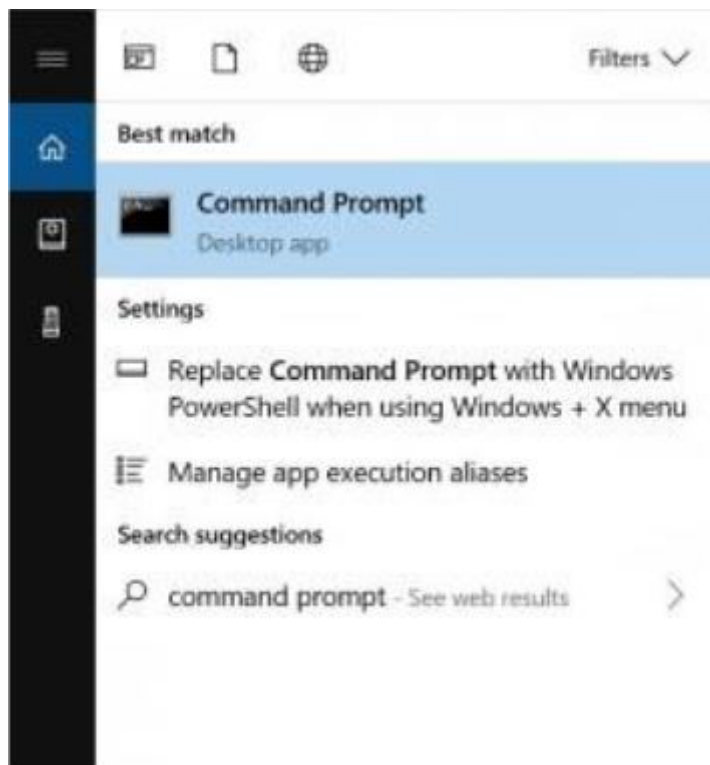 Filters
Best match
Command Prompt
Desktop app
Settings
Replace Command Prompt with Windows
PowerShell when using Windows + X menu
Manage app execution aliases
Search suggestions
command prompt - See web results